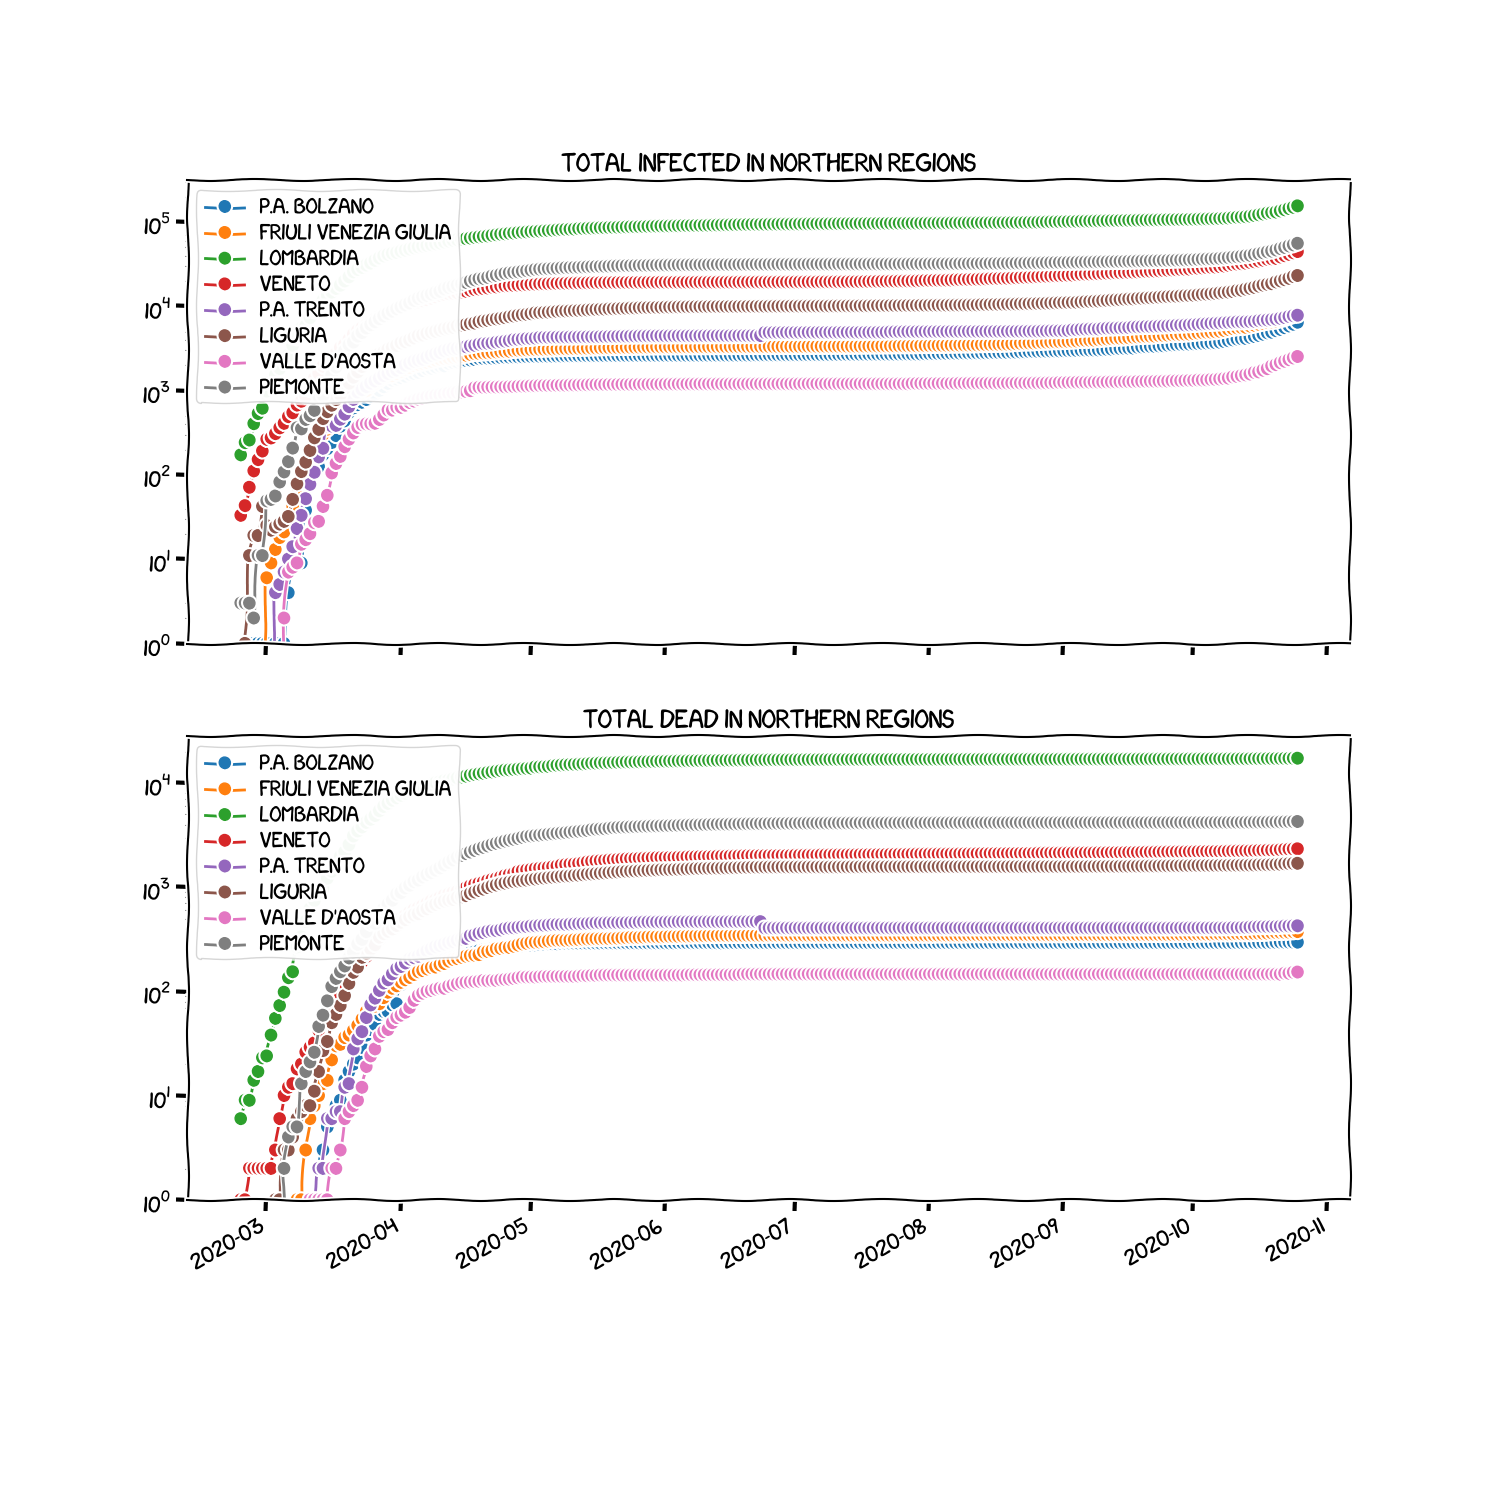 TOTAL INFECTED IN NORTHERN REGIONS
P.A. BOLZANO
FRIULI VENEZIA GIULIA
LOMBARDIA
VENETO
P.A. TRENTO
LIGURIA
VALLE D'AOSTA
PIEMONTE
10⁵
10⁴
10³
10²
10¹
10⁰
TOTAL DEAD IN NORTHERN REGIONS
P.A. BOLZANO
FRIULI VENEZIA GIULIA
LOMBARDIA
VENETO
P.A. TRENTO
LIGURIA
VALLE D'AOSTA
PIEMONTE
10⁴
10³
10²
10¹
10⁰
2020-03 2020-04 2020-05 2020-06 2020-07 2020-08 2020-09 2020-10 2020-11